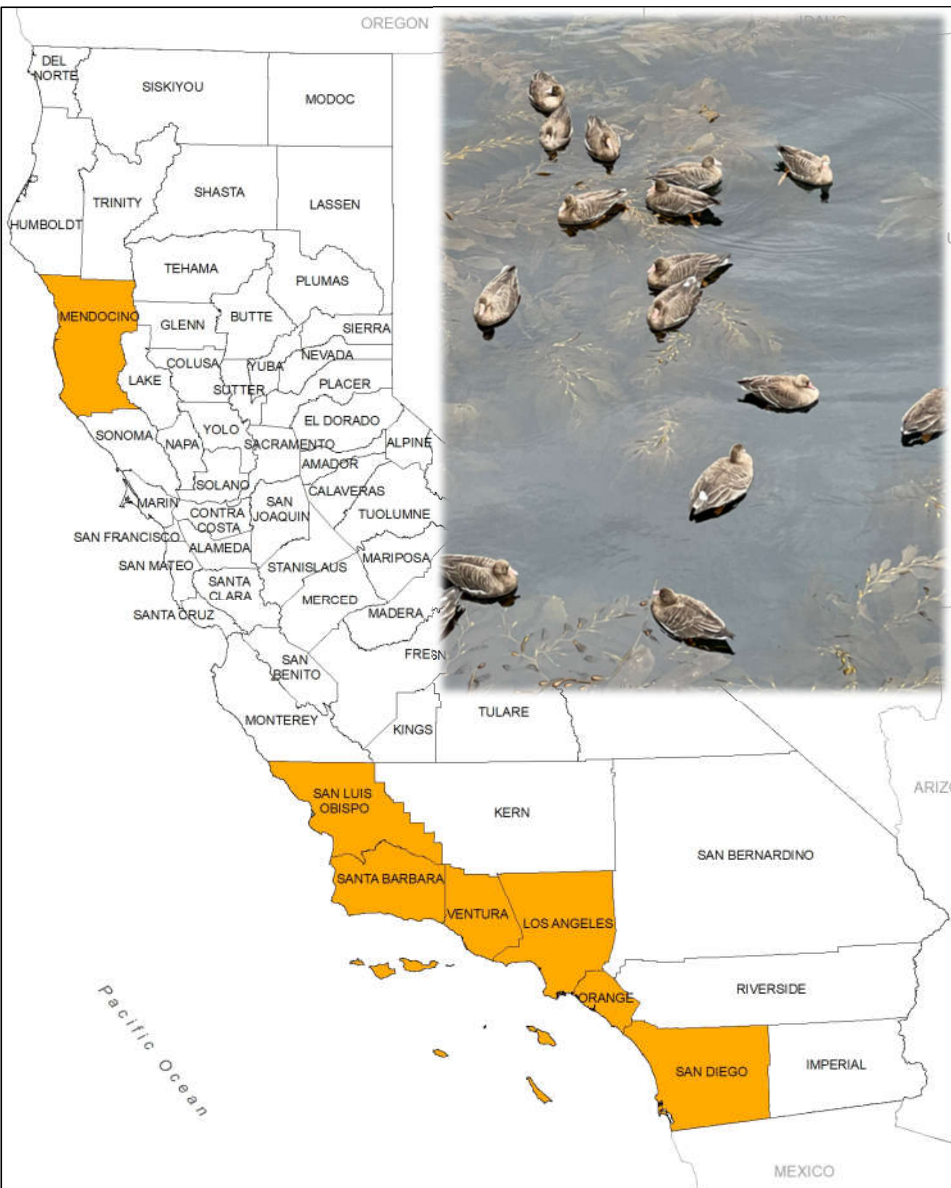 OREGON
IDAHO
DEL
NORTE
SISKIYOU
MODOC
HUMBOLDT
TRINITY
SHASTA
LASSEN
TEHAMA
PLUMAS
MENDOCINO
GLENN
BUTTE
SIERRA
COLUSA
YUBA
NEVADA
LAKE
SUTTER
PLACER
SONOMA
NAPA
YOLO
EL DORADO
SACRAMENTO
ALPINE
AMADOR
SOLANO
CALAVERAS
MARIN
CONTRA
COSTA
SAN
JOAQUIN
TUOLUMNE
SAN FRANCISCO
ALAMEDA
SAN MATEO
STANISLAUS
MARIPOSA
SANTA
CLARA
MERCED
MADERA
SANTA CRUZ
FRESN
SAN
BENITO
MONTEREY
KINGS
TULARE
SAN LUIS
OBISPO
KERN
ARIZO
SAN BERNARDINO
SANTA BARBARA
VENTURA
LOS ANGELES
ORANGE
RIVERSIDE
Pacific Ocean
SAN DIEGO
IMPERIAL
MEXICO